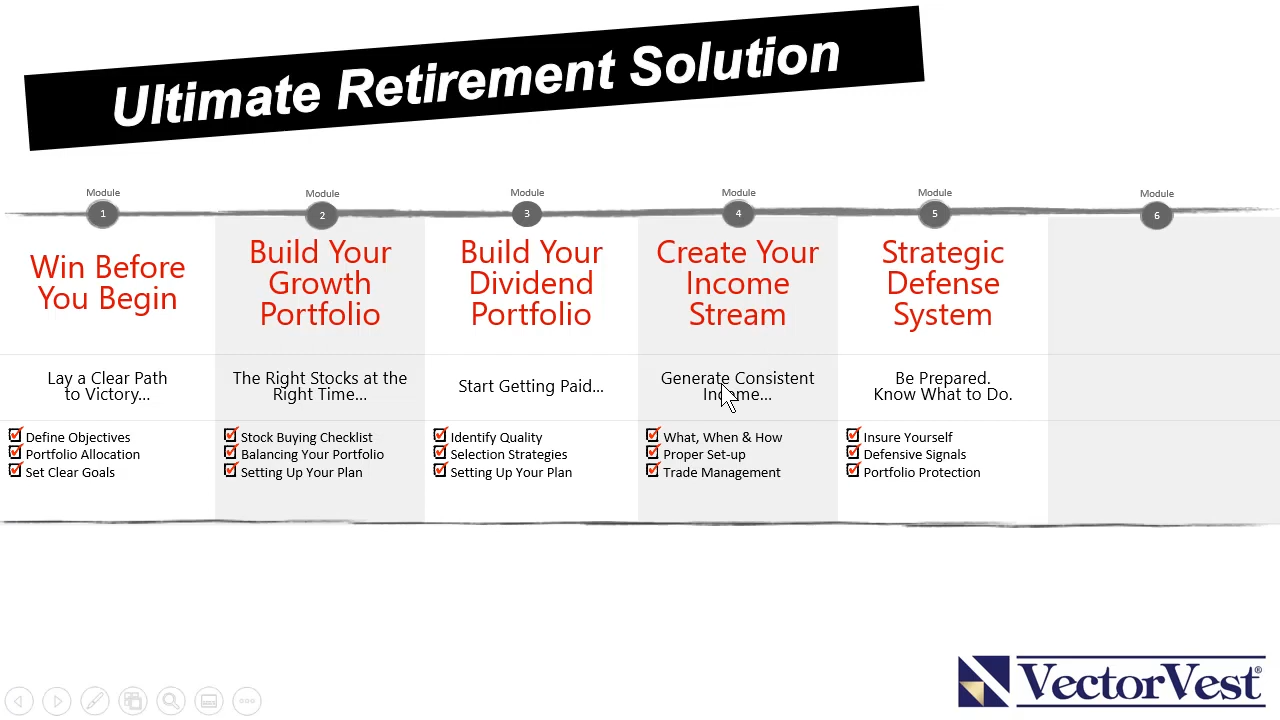 Ultimate Retirement Solution
Module
1
Win Before
You Begin
Lay a Clear Path
to Victory...
Define Objectives
Portfolio Allocation
Set Clear Goals
Module
2
Build Your
Growth
Portfolio
The Right Stocks at the
Right Time...
Stock Buying Checklist
Balancing Your Portfolio
Setting Up Your Plan
Module
3
Build Your
Dividend
Portfolio
Start Getting Paid...
Identify Quality
Selection Strategies
Setting Up Your Plan
Module
4
Create Your
Income
Stream
Generate Consistent
Income...
What, When & How
Proper Set-up
Trade Management
Module
5
Strategic
Defense
System
Be Prepared.
Know What to Do.
Insure Yourself
Defensive Signals
Portfolio Protection
Module
6
VectorVest®